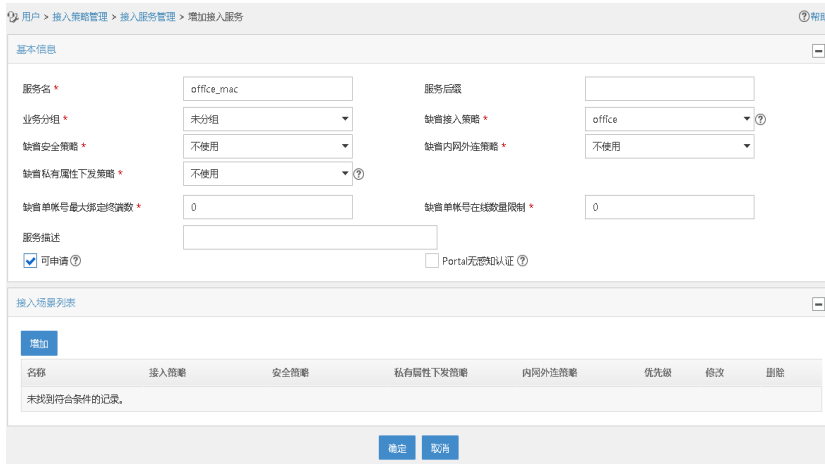 用户 > 接入策略管理 > 接入服务管理 > 增加接入服务 帮助
基本信息
服务名 * office_mac 服务后缀
业务分组 * 未分组 缺省接入策略 * office
缺省安全策略 * 不使用 缺省内网外连策略 * 不使用
缺省私有属性下发策略 * 不使用
缺省单帐号最大绑定终端数 * 0 缺省单帐号在线数量限制 * 0
服务描述
可申请 Portal无感知认证
接入场景列表
增加
名称 接入策略 安全策略 私有属性下发策略 内网外连策略 优先级 修改 删除
未找到符合条件的记录。
确定 取消